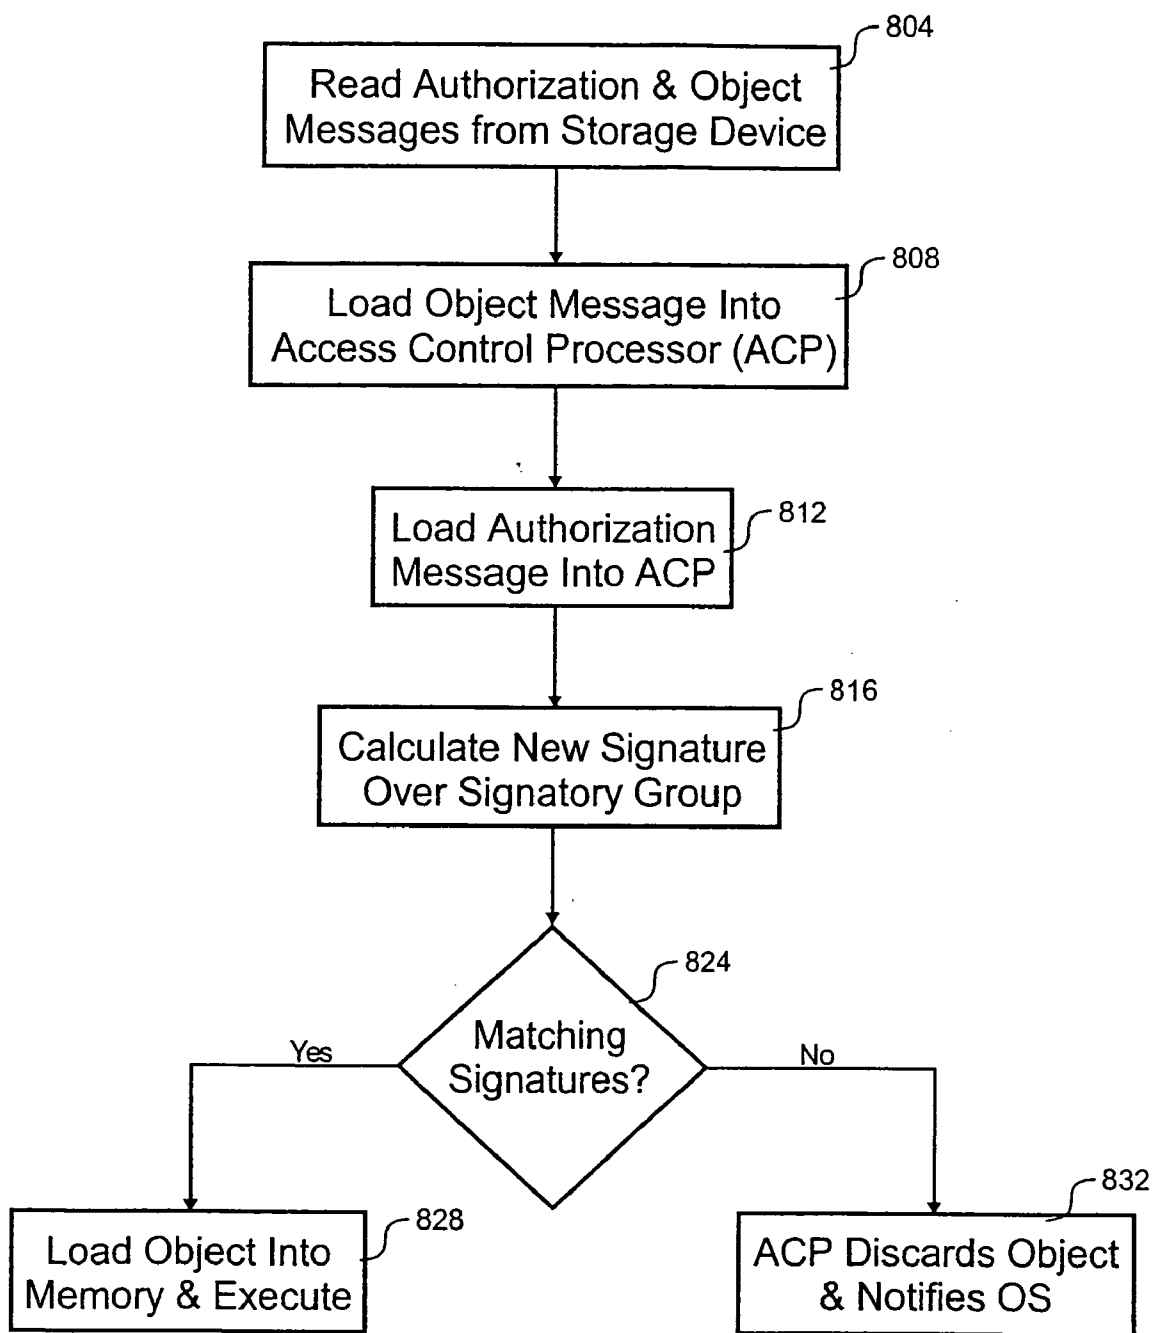 804
Read Authorization & Object
Messages from Storage Device
808
Load Object Message Into
Access Control Processor (ACP)
812
Load Authorization
Message Into ACP
816
Calculate New Signature
Over Signatory Group
824
Matching
Signatures?
Yes
No
828
Load Object Into
Memory & Execute
832
ACP Discards Object
& Notifies OS